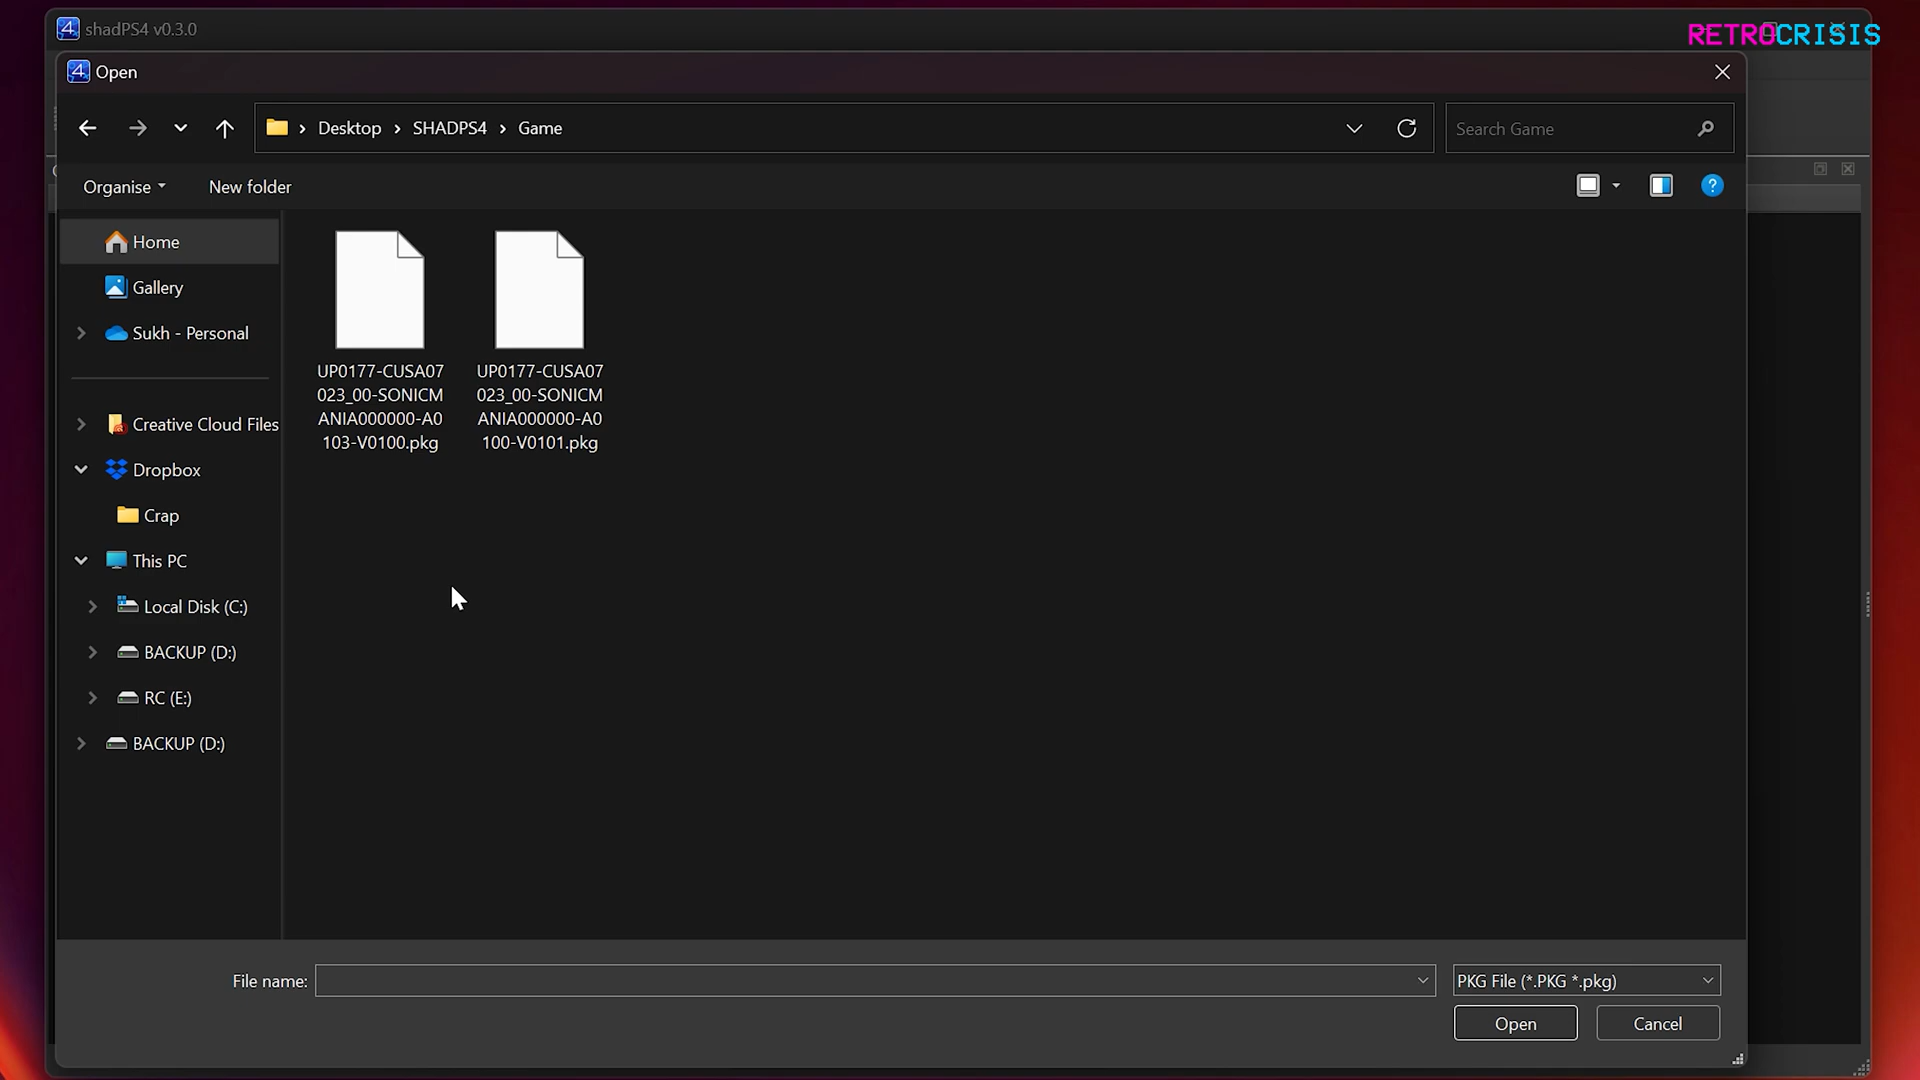 shadPS4 v0.3.0
RETROCRISIS
Open
Desktop > SHADPS4 > Game
Search Game
Organise
New folder
Home
Gallery
Sukh - Personal
Creative Cloud Files
Dropbox
Crap
This PC
Local Disk (C:)
BACKUP (D:)
RC (E:)
BACKUP (D:)
UP0177-CUSA07
023_00-SONICM
ANIA000000-A0
103-V0100.pkg
UP0177-CUSA07
023_00-SONICM
ANIA000000-A0
100-V0101.pkg
File name:
PKG File (*.PKG *.pkg)
Open
Cancel